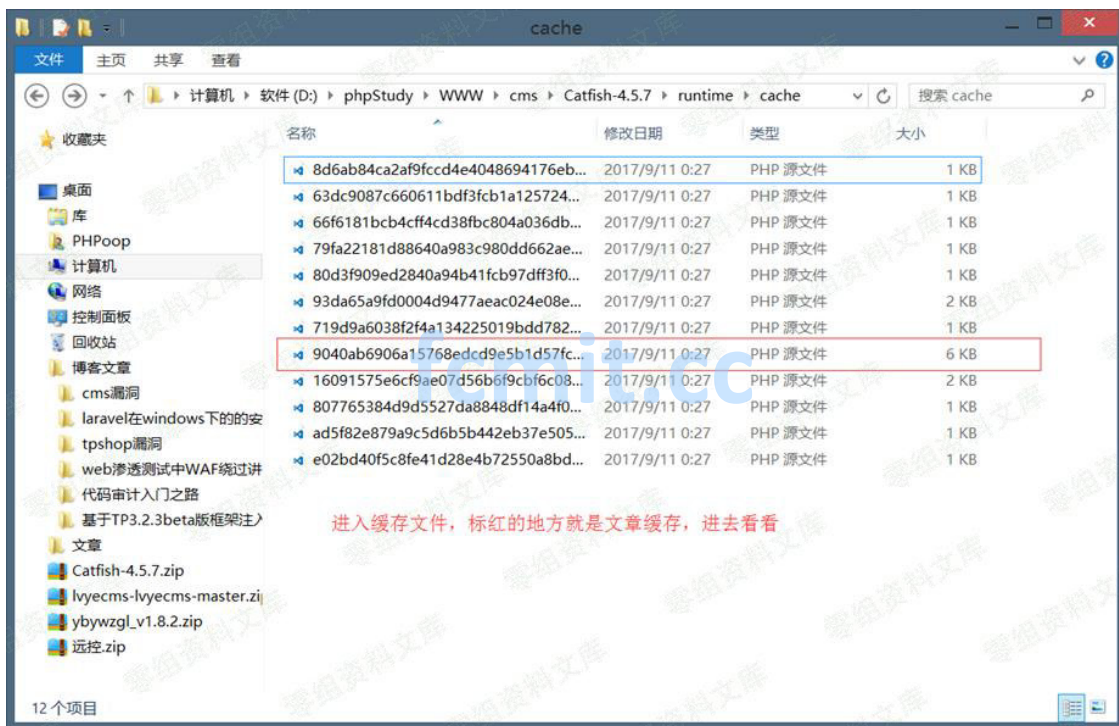 cache
文件 主页 共享 查看
计算机 软件 (D:) phpStudy WWW cms Catfish-4.5.7 runtime cache 搜索 cache
收藏夹
桌面
库
PHPoop
计算机
网络
控制面板
回收站
博客文章
cms漏洞
laravel在windows下的的安
tpshop漏洞
web渗透测试中WAF绕过讲
代码审计入门之路
基于TP3.2.3beta版框架注入
文章
Catfish-4.5.7.zip
lvyecms-lvyecms-master.zi
ybywzgl_v1.8.2.zip
远控.zip
名称 修改日期 类型 大小
8d6ab84ca2af9fccd4e4048694176eb... 2017/9/11 0:27 PHP 源文件 1 KB
63dc9087c660611bdf3fcb1a125724... 2017/9/11 0:27 PHP 源文件 1 KB
66f6181bcb4cff4cd38fbc804a036db... 2017/9/11 0:27 PHP 源文件 1 KB
79fa22181d88640a983c980dd662ae... 2017/9/11 0:27 PHP 源文件 1 KB
80d3f909ed2840a94b41fcb97dff3f0... 2017/9/11 0:27 PHP 源文件 1 KB
93da65a9fd0004d9477aeac024e08e... 2017/9/11 0:27 PHP 源文件 2 KB
719d9a6038f2f4a134225019bdd782... 2017/9/11 0:27 PHP 源文件 1 KB
9040ab6906a15768edcd9e5b1d57fc... 2017/9/11 0:27 PHP 源文件 6 KB
16091575e6cf9ae07d56b6f9cbf6c08... 2017/9/11 0:27 PHP 源文件 2 KB
807765384d9d5527da8848df14a4f0... 2017/9/11 0:27 PHP 源文件 1 KB
ad5f82e879a9c5d6b5b442eb37e505... 2017/9/11 0:27 PHP 源文件 1 KB
e02bd40f5c8fe41d28e4b72550a8bd... 2017/9/11 0:27 PHP 源文件 1 KB
fcmit.cc
进入缓存文件，标红的地方就是文章缓存，进去看看
12 个项目
零组资料文库